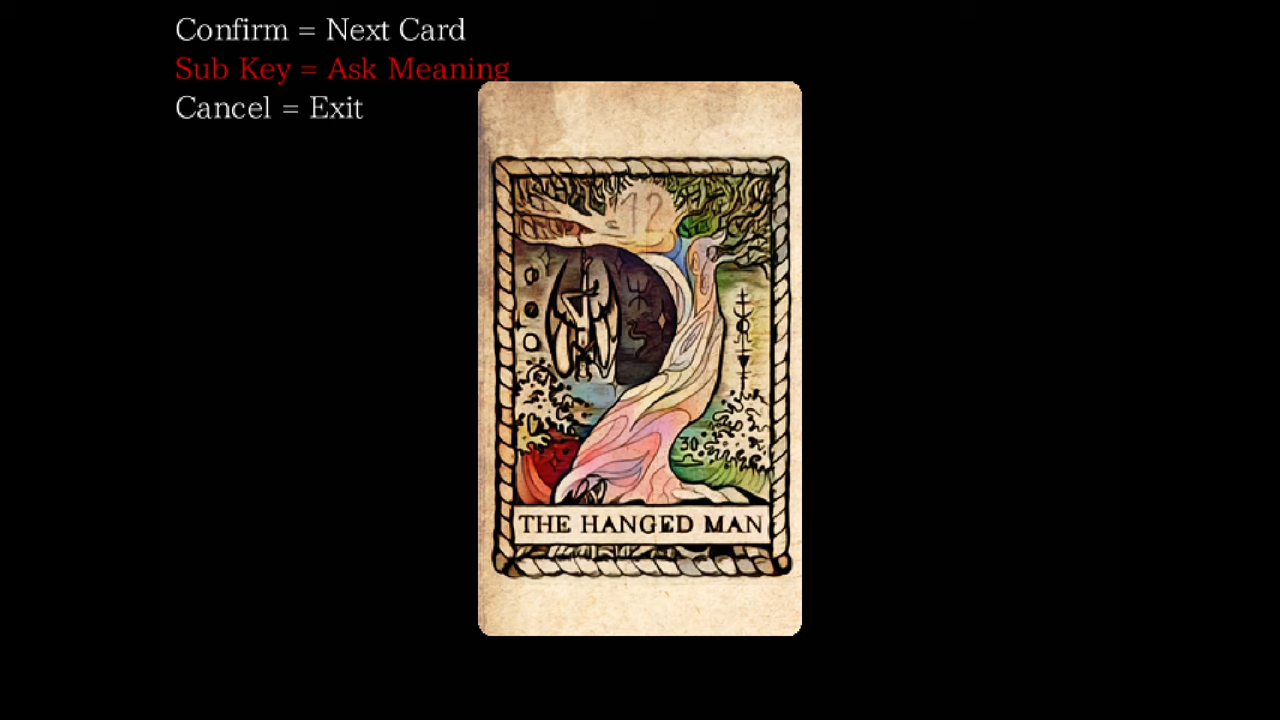 Confirm = Next Card
Sub Key = Ask Meaning
Cancel = Exit
12
30
THE HANGED MAN